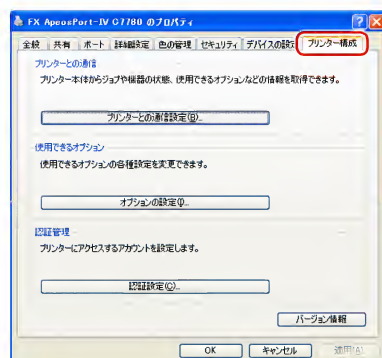 FX ApeosPort-IV C7780 のプロパティ
全般 共有 ポート 詳細設定 色の管理 セキュリティ デバイスの設定 プリンター構成
プリンターとの通信
プリンター本体からジョブや機器の状態、使用できるオプションなどの情報を取得できます。
プリンターとの通信設定(B)...
使用できるオプション
使用できるオプションの各種設定を変更できます。
オプションの設定(I)...
認証管理
プリンターにアクセスするアカウントを設定します。
認証設定(C)...
バージョン情報
OK キャンセル 適用(A)